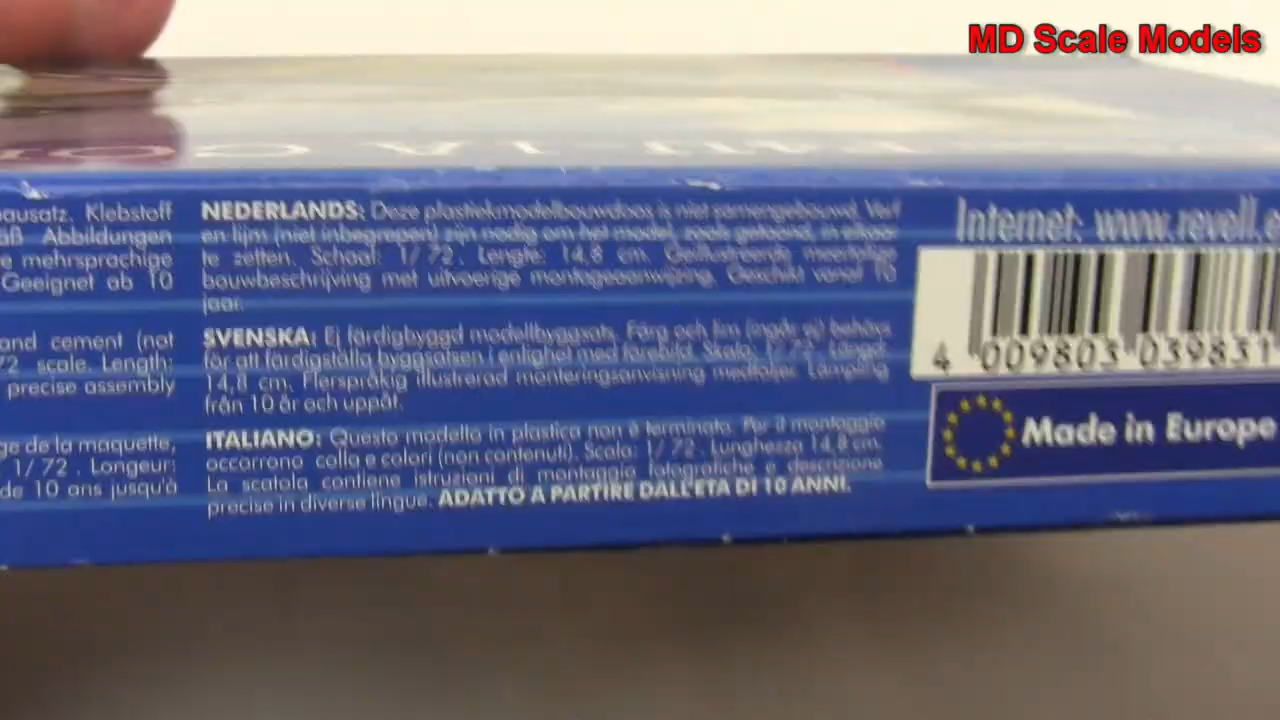 MD Scale Models
ausatz. Klebstoff
Abbildungen
e mehrsprachige
Geeignet ab 10
and cement (not
72 scale. Length:
precise assembly
ge de la maquette,
1/72 . Longeur:
de 10 ans jusqu'à
NEDERLANDS: Deze plastiekmodelbouwdoos is niet samengebouwd. Verf
en lijm (niet inbegrepen) zijn nodig om het model, zoals getoond, in elkaar
te zetten. Schaal: 1/72. Lengte: 14,8 cm. Geïllustreerde meertalige
bouwbeschrijving met uitvoerige montageaanwijzing. Geschikt vanaf 10
jaar.
SVENSKA: Ej färdigbyggd modellbyggsats. Färg och lim (ingår ej) behövs
för att färdigställa byggsatsen i enlighet med förebild. Skala: 1/72. Längd:
14,8 cm. Flerspråkig illustrerad monteringsanvisning medföljer. Lämplig
från 10 år och uppåt.
ITALIANO: Questo modello in plastica non è terminato. Per il montaggio
occorrono colla e colori (non contenuti). Scala: 1/72. Lunghezza 14,8 cm.
La scatola contiene istruzioni di montaggio fotografiche e descrizione
precise in diverse lingue. ADATTO A PARTIRE DALL'ETA DI 10 ANNI.
Internet: www.revell.e
4 009803 039831
Made in Europe